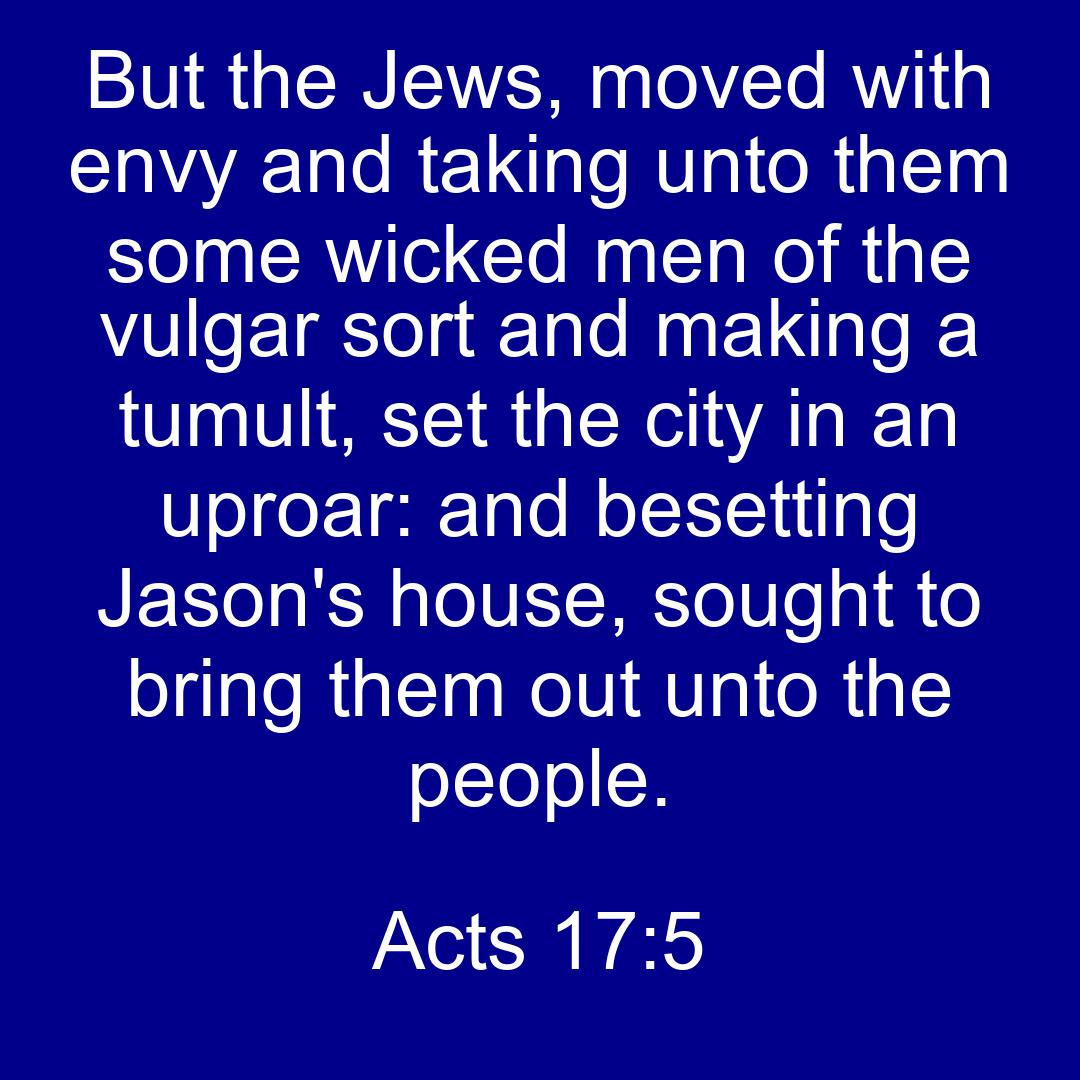 But the Jews, moved with
envy and taking unto them
some wicked men of the
vulgar sort and making a
tumult, set the city in an
uproar: and besetting
Jason's house, sought to
bring them out unto the
people.
Acts 17:5